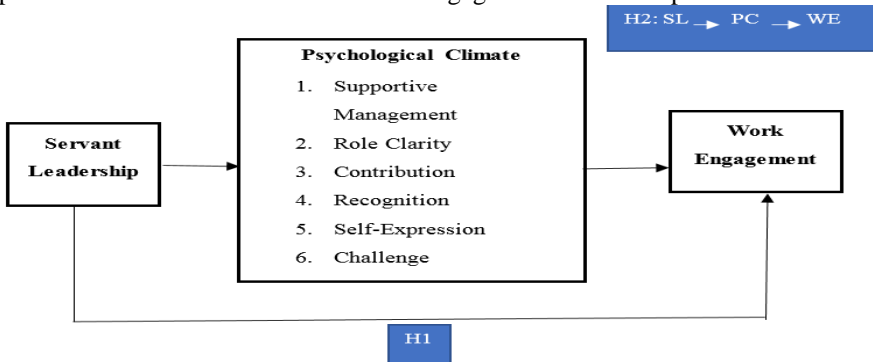 H2: SL → PC → WE
Psychological Climate
1. Supportive
Management
2. Role Clarity
3. Contribution
4. Recognition
5. Self-Expression
6. Challenge
Servant
Leadership
Work
Engagement
H1